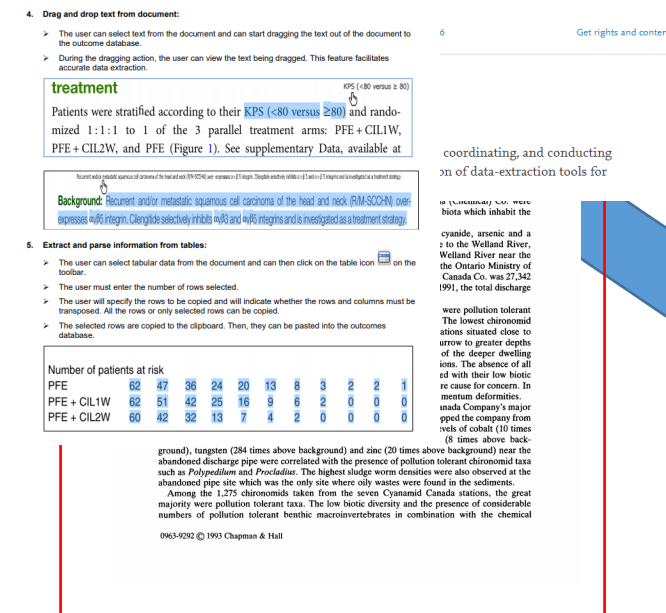 4. Drag and drop text from document:
➢ The user can select text from the document and can start dragging the text out of the document to
the outcome database.
➢ During the dragging action, the user can view the text being dragged. This feature facilitates
accurate data extraction.
treatment
KPS (<80 versus ≥ 80)
Patients were stratified according to their KPS (<80 versus ≥80) and rando-
mized 1:1:1 to 1 of the 3 parallel treatment arms: PFE+CIL1W,
PFE+CIL2W, and PFE (Figure 1). See supplementary Data, available at
Recurrent and/or metastatic squamous cell carcinoma of the head and neck (R/M-SCCHN) over-expresses
Background: Recurrent and/or metastatic squamous cell carcinoma of the head and neck (R/M-SCCHN) over-
expresses αvβ5 integrin. Cilengitide selectively inhibits αvβ3 and αvβ5 integrins and is investigated as a treatment strategy.
5. Extract and parse information from tables:
➢ The user can select tabular data from the document and can then click on the table icon on the
toolbar.
➢ The user must enter the number of rows selected.
➢ The user will specify the rows to be copied and will indicate whether the rows and columns must be
transposed. All the rows or only selected rows can be copied.
➢ The selected rows are copied to the clipboard. Then, they can be pasted into the outcomes
database.
Number of patients at risk
PFE 62 47 36 24 20 13 8 3 2 2 1
PFE + CIL1W 62 51 42 25 16 9 6 2 0 0 0
PFE + CIL2W 60 42 32 13 7 4 2 0 0 0 0
6
Get rights and conten
coordinating, and conducting
on of data-extraction tools for
biota which inhabit the
cyanide, arsenic and a
to the Welland River,
Welland River near the
the Ontario Ministry of
Canada Co. was 27,342
1991, the total discharge
were pollution tolerant
The lowest chironomid
ations situated close to
urrow to greater depths
of the deeper dwelling
ions. The absence of all
ed with their low biotic
re cause for concern. In
mentum deformities.
anada Company's major
pped the company from
vels of cobalt (10 times
(8 times above back-
ground), tungsten (284 times above background) and zinc (20 times above background) near the
abandoned discharge pipe were correlated with the presence of pollution tolerant chironomid taxa
such as Polypedilum and Procladius. The highest sludge worm densities were also observed at the
abandoned pipe site which was the only site where oily wastes were found in the sediments.
Among the 1,275 chironomids taken from the seven Cyanamid Canada stations, the great
majority were pollution tolerant taxa. The low biotic diversity and the presence of considerable
numbers of pollution tolerant benthic macroinvertebrates in combination with the chemical
0963-9292 © 1993 Chapman & Hall